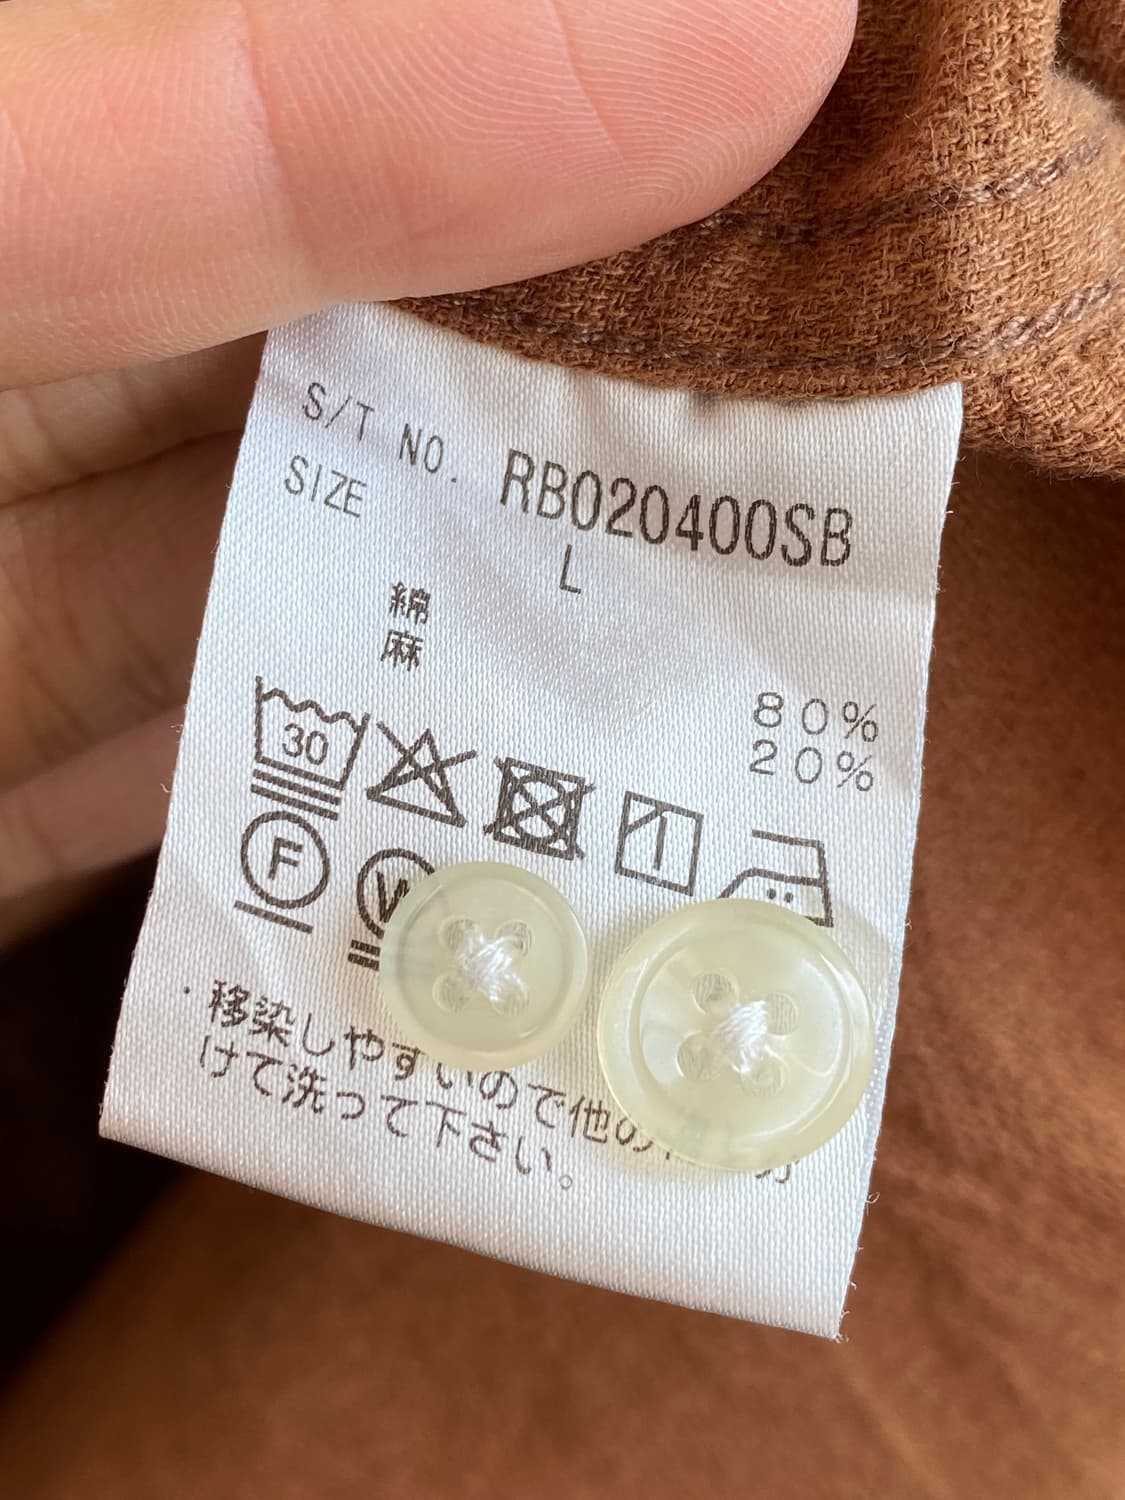 S/T NO. RB020400SB
SIZE L
綿 80%
麻 20%
30
F W
・移染しやすいので他の
けて洗って下さい。